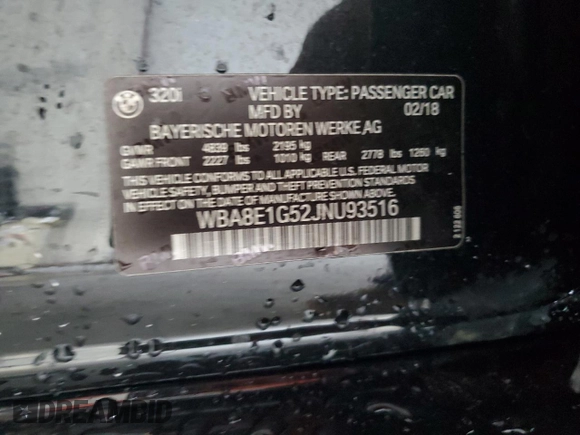 320i VEHICLE TYPE: PASSENGER CAR
MFD BY 02/18
BAYERISCHE MOTOREN WERKE AG
GVWR 4839 lbs 2195 kg
GAWR FRONT 2227 lbs 1010 kg REAR 2778 lbs 1260 kg
THIS VEHICLE CONFORMS TO ALL APPLICABLE U.S. FEDERAL MOTOR
VEHICLE SAFETY, BUMPER AND THEFT PREVENTION STANDARDS
IN EFFECT ON THE DATE OF MANUFACTURE SHOWN ABOVE.
WBA8E1G52JNU93516
DREAMBID